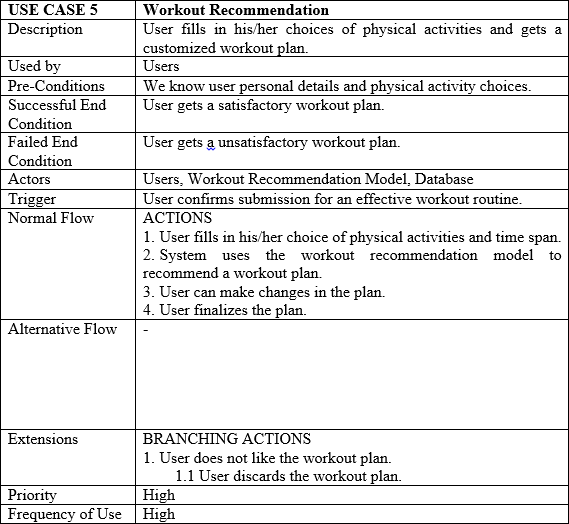 USE CASE 5 Workout Recommendation
Description User fills in his/her choices of physical activities and gets a
customized workout plan.
Used by Users
Pre-Conditions We know user personal details and physical activity choices.
Successful End User gets a satisfactory workout plan.
Condition
Failed End User gets a unsatisfactory workout plan.
Condition
Actors Users, Workout Recommendation Model, Database
Trigger User confirms submission for an effective workout routine.
Normal Flow ACTIONS
1. User fills in his/her choice of physical activities and time span.
2. System uses the workout recommendation model to
recommend a workout plan.
3. User can make changes in the plan.
4. User finalizes the plan.
Alternative Flow -
Extensions BRANCHING ACTIONS
1. User does not like the workout plan.
1.1 User discards the workout plan.
Priority High
Frequency of Use High